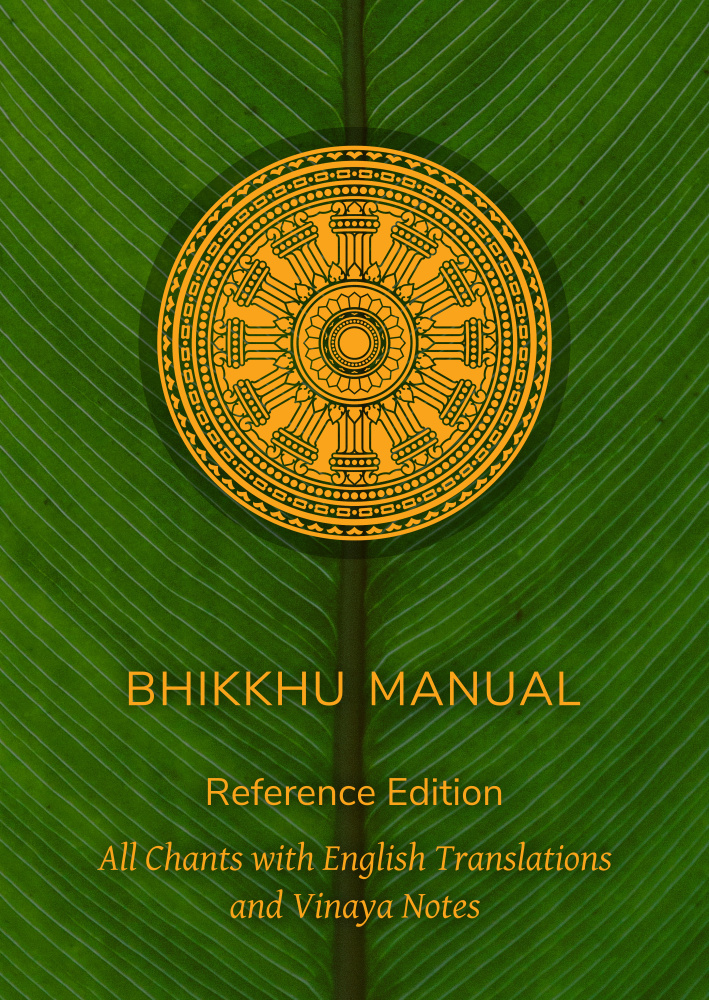 BHIKKHU MANUAL
Reference Edition
All Chants with English Translations
and Vinaya Notes